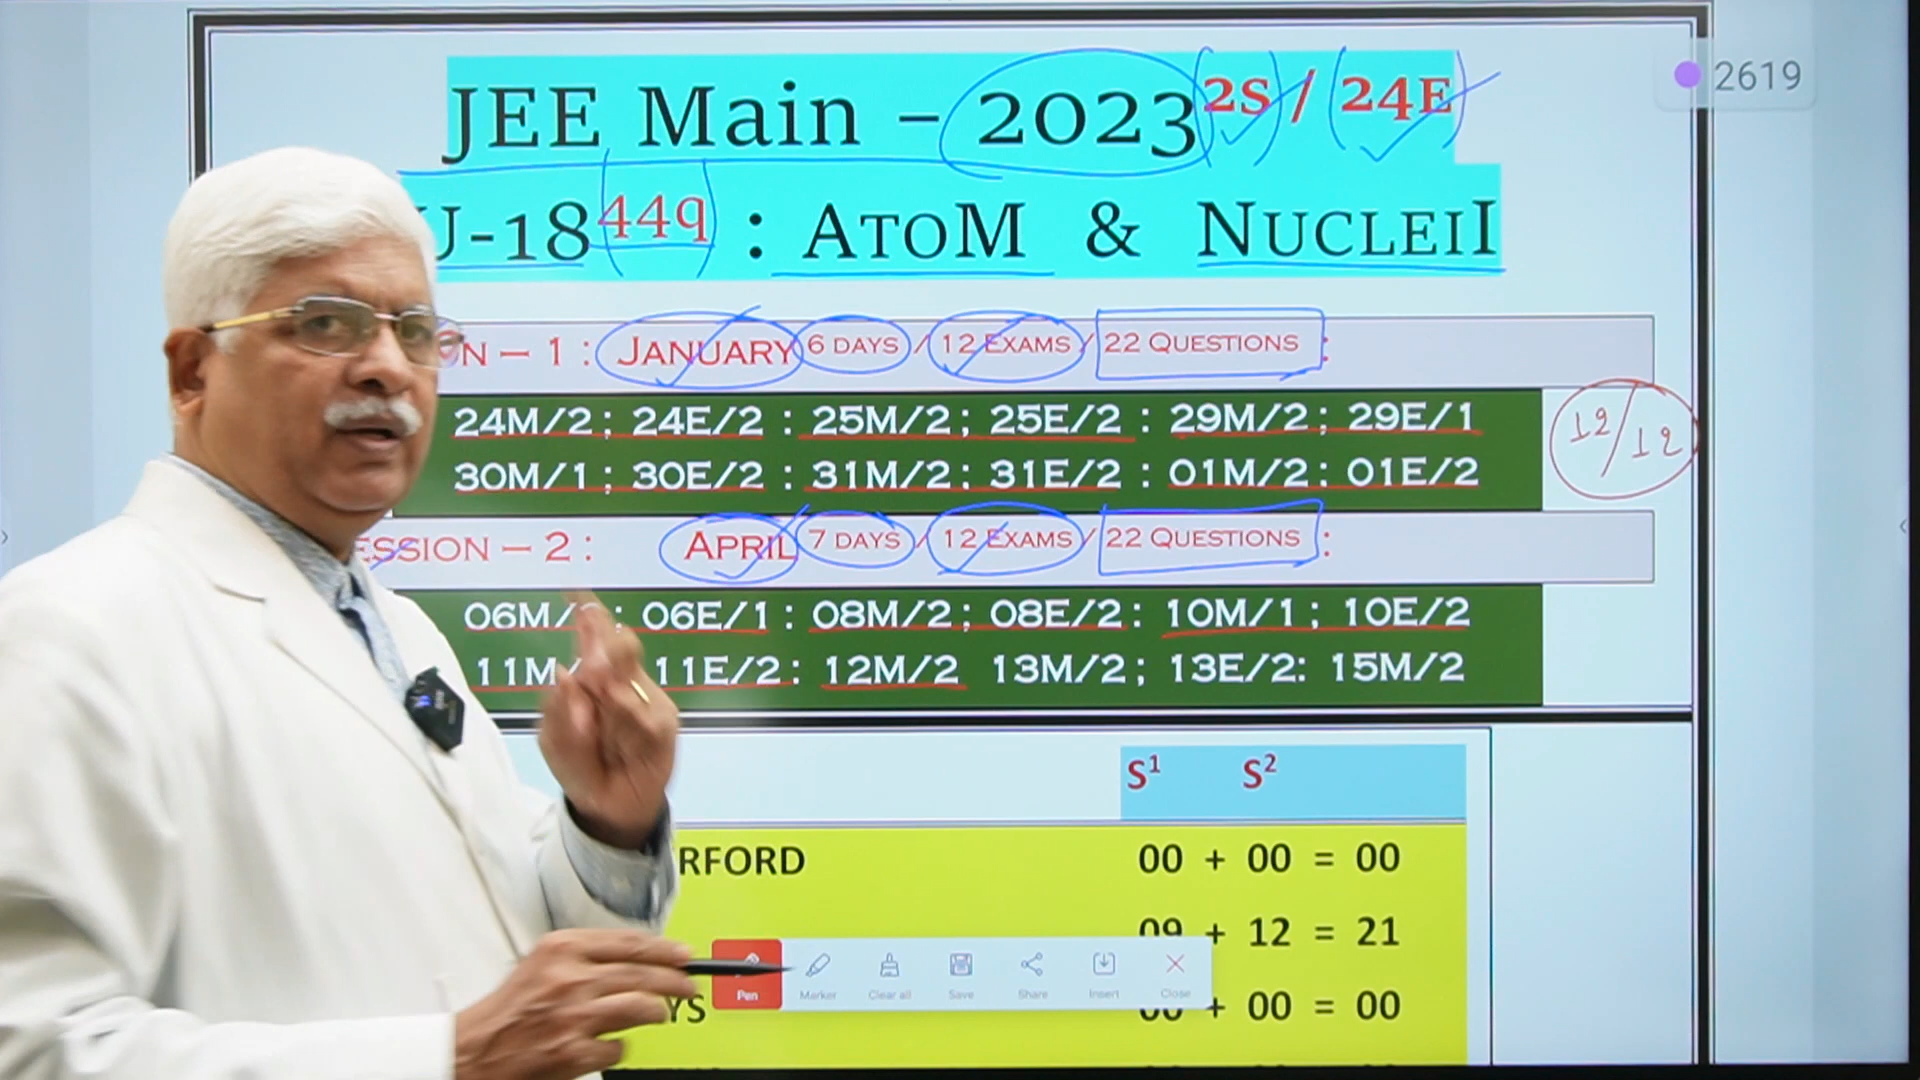 JEE Main – 2023 2S / 24E
2619
U-18 44q : ATOM & NUCLEII
N – 1 : JANUARY 6 DAYS / 12 EXAMS / 22 QUESTIONS :
24M/2 ; 24E/2 : 25M/2 ; 25E/2 : 29M/2 ; 29E/1
12/12
30M/1 ; 30E/2 : 31M/2 ; 31E/2 : 01M/2 : 01E/2
ESSION – 2 : APRIL 7 DAYS / 12 EXAMS / 22 QUESTIONS :
06M/ ; 06E/1 : 08M/2 ; 08E/2 : 10M/1 ; 10E/2
11M/ 11E/2 : 12M/2 13M/2 ; 13E/2: 15M/2
S1 S2
RFORD 00 + 00 = 00
09 + 12 = 21
Pen Marker Clear all Save Share Insert Close
YS 00 + 00 = 00